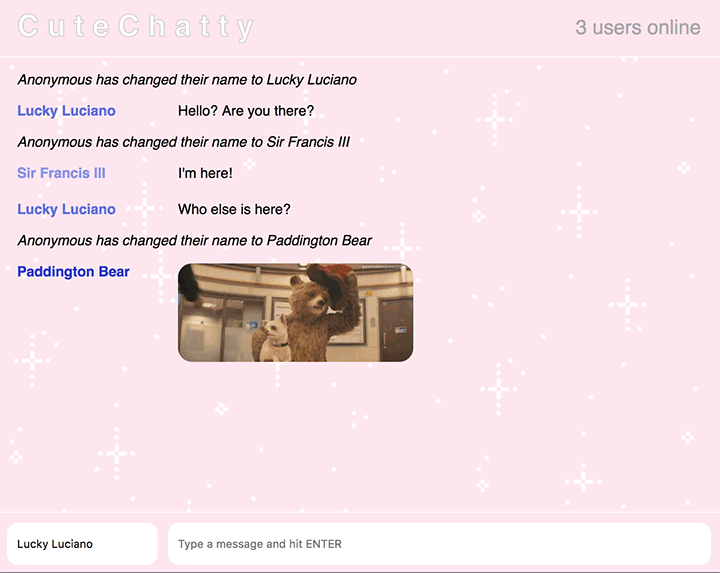 CuteChatty
3 users online
Anonymous has changed their name to Lucky Luciano
Lucky Luciano Hello? Are you there?
Anonymous has changed their name to Sir Francis III
Sir Francis III I'm here!
Lucky Luciano Who else is here?
Anonymous has changed their name to Paddington Bear
Paddington Bear
Lucky Luciano
Type a message and hit ENTER